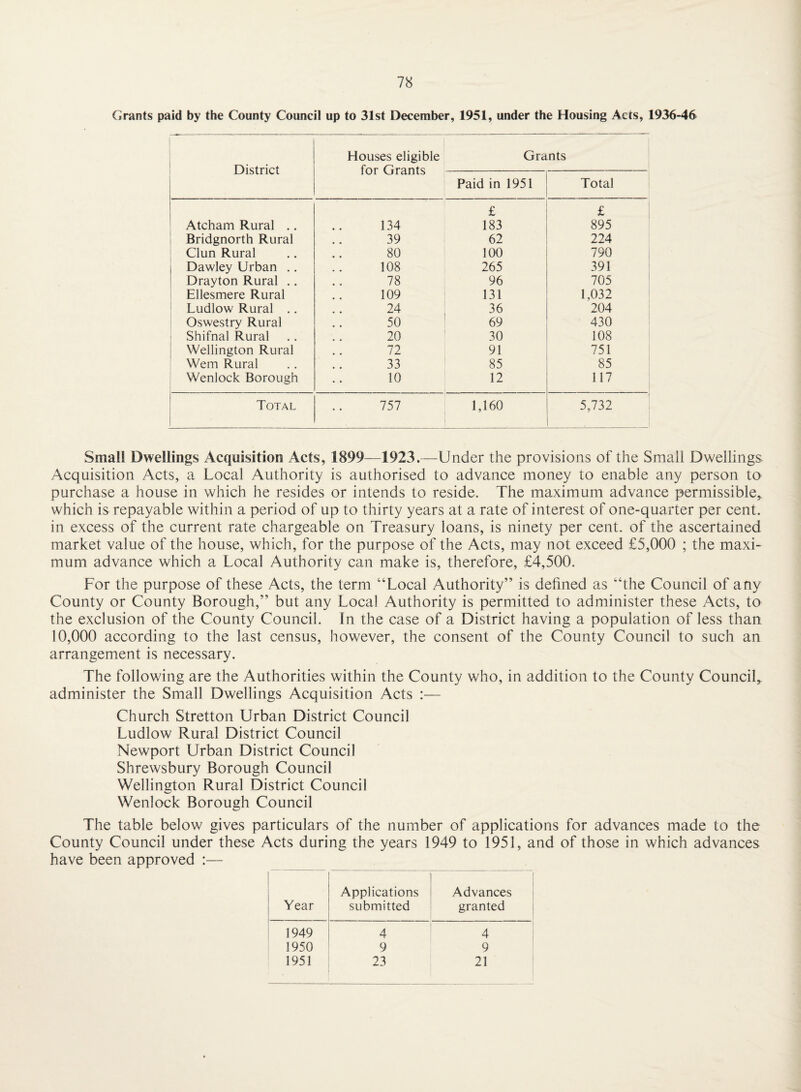 78
Grants paid by the County Council up to 31st December, 1951, under the Housing Acts, 1936-46
District | Houses eligible for Grants | Grants
Paid in 1951 | Total
£ | £
Atcham Rural .. | .. 134 | 183 | 895
Bridgnorth Rural | .. 39 | 62 | 224
Clun Rural .. | .. 80 | 100 | 790
Dawley Urban .. | .. 108 | 265 | 391
Drayton Rural .. | .. 78 | 96 | 705
Ellesmere Rural | .. 109 | 131 | 1,032
Ludlow Rural .. | .. 24 | 36 | 204
Oswestry Rural | .. 50 | 69 | 430
Shifnal Rural .. | .. 20 | 30 | 108
Wellington Rural | .. 72 | 91 | 751
Wem Rural .. | .. 33 | 85 | 85
Wenlock Borough | .. 10 | 12 | 117
Total | .. 757 | 1,160 | 5,732
Small Dwellings Acquisition Acts, 1899—1923.—Under the provisions of the Small Dwellings
Acquisition Acts, a Local Authority is authorised to advance money to enable any person to
purchase a house in which he resides or intends to reside. The maximum advance permissible,
which is repayable within a period of up to thirty years at a rate of interest of one-quarter per cent.
in excess of the current rate chargeable on Treasury loans, is ninety per cent. of the ascertained
market value of the house, which, for the purpose of the Acts, may not exceed £5,000 ; the maxi-
mum advance which a Local Authority can make is, therefore, £4,500.
For the purpose of these Acts, the term “Local Authority” is defined as “the Council of any
County or County Borough,” but any Local Authority is permitted to administer these Acts, to
the exclusion of the County Council. In the case of a District having a population of less than
10,000 according to the last census, however, the consent of the County Council to such an
arrangement is necessary.
The following are the Authorities within the County who, in addition to the County Council,
administer the Small Dwellings Acquisition Acts :—
Church Stretton Urban District Council
Ludlow Rural District Council
Newport Urban District Council
Shrewsbury Borough Council
Wellington Rural District Council
Wenlock Borough Council
The table below gives particulars of the number of applications for advances made to the
County Council under these Acts during the years 1949 to 1951, and of those in which advances
have been approved :—
Year | Applications submitted | Advances granted
1949 | 4 | 4
1950 | 9 | 9
1951 | 23 | 21